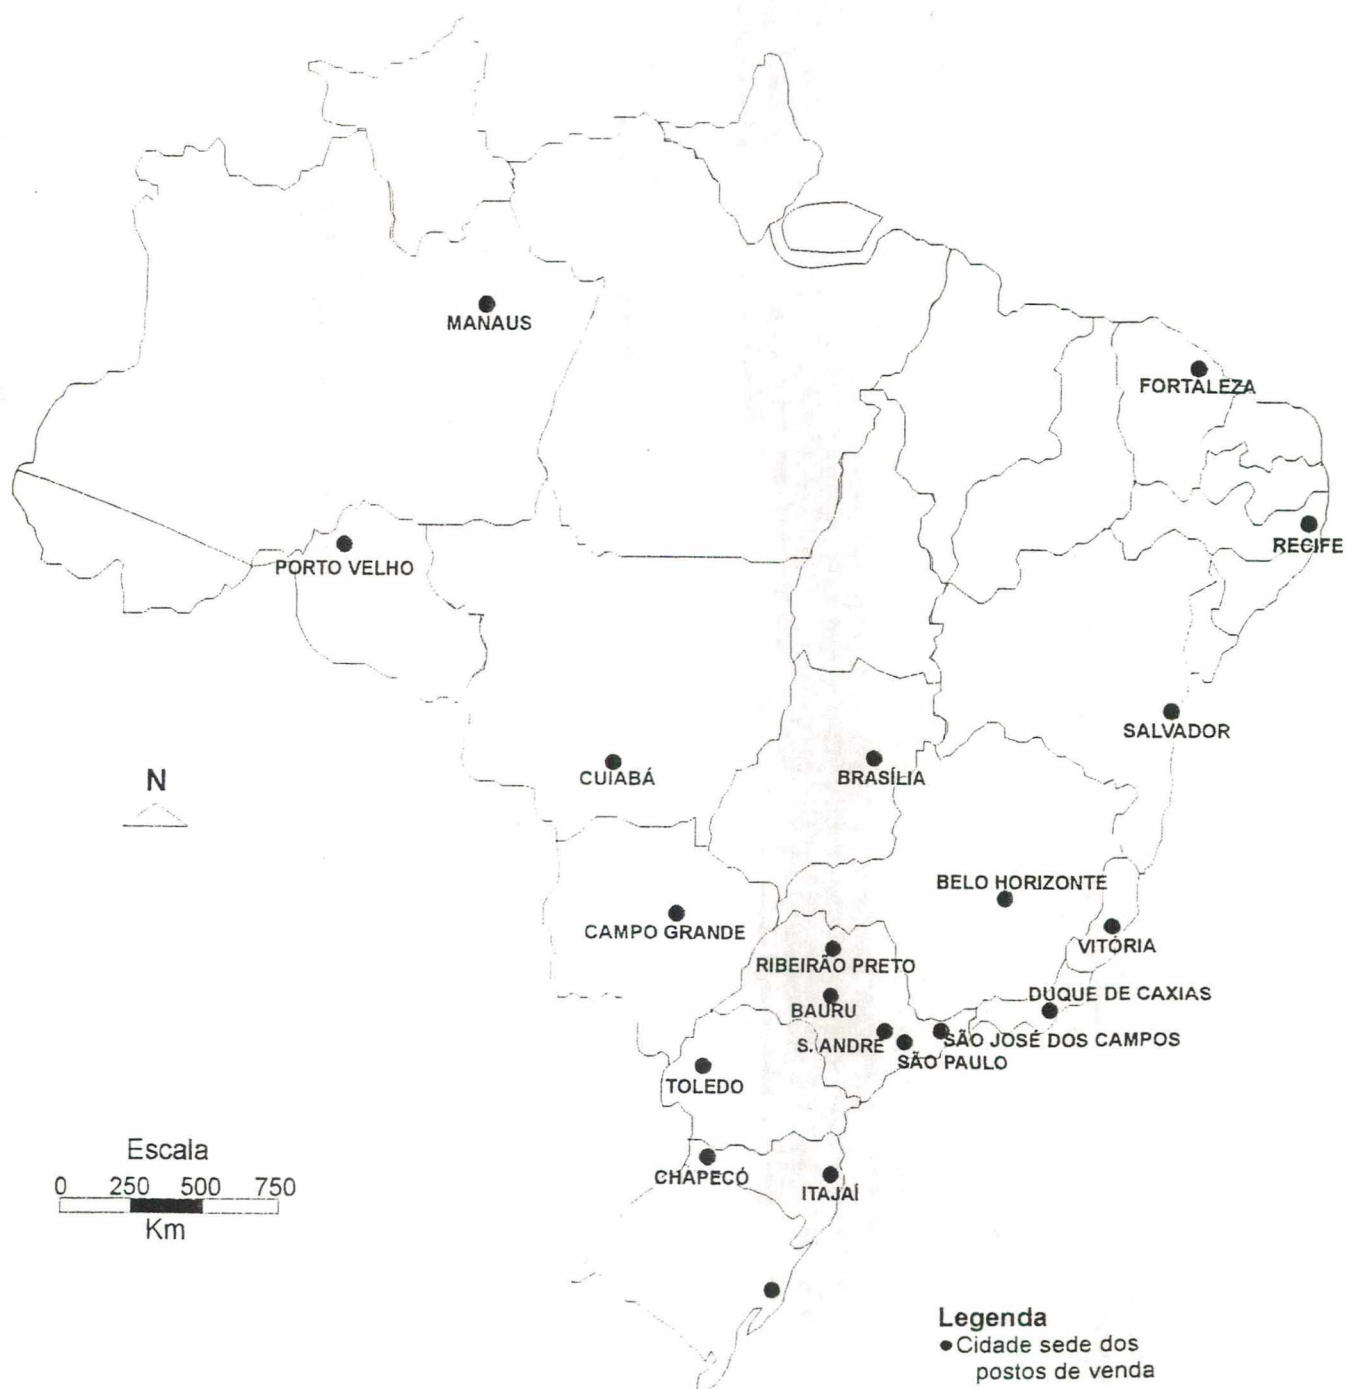 MANAUS
FORTALEZA
RECIFE
PORTO VELHO
SALVADOR
CUIABÁ
BRASÍLIA
N
BELO HORIZONTE
CAMPO GRANDE
VITÓRIA
RIBEIRÃO PRETO
DUQUE DE CAXIAS
BAURU
S. ANDRÉ
SÃO JOSÉ DOS CAMPOS
SÃO PAULO
TOLEDO
CHAPECÓ
ITAJAÍ
Escala
0 250 500 750
Km
Legenda
Cidade sede dos
postos de venda